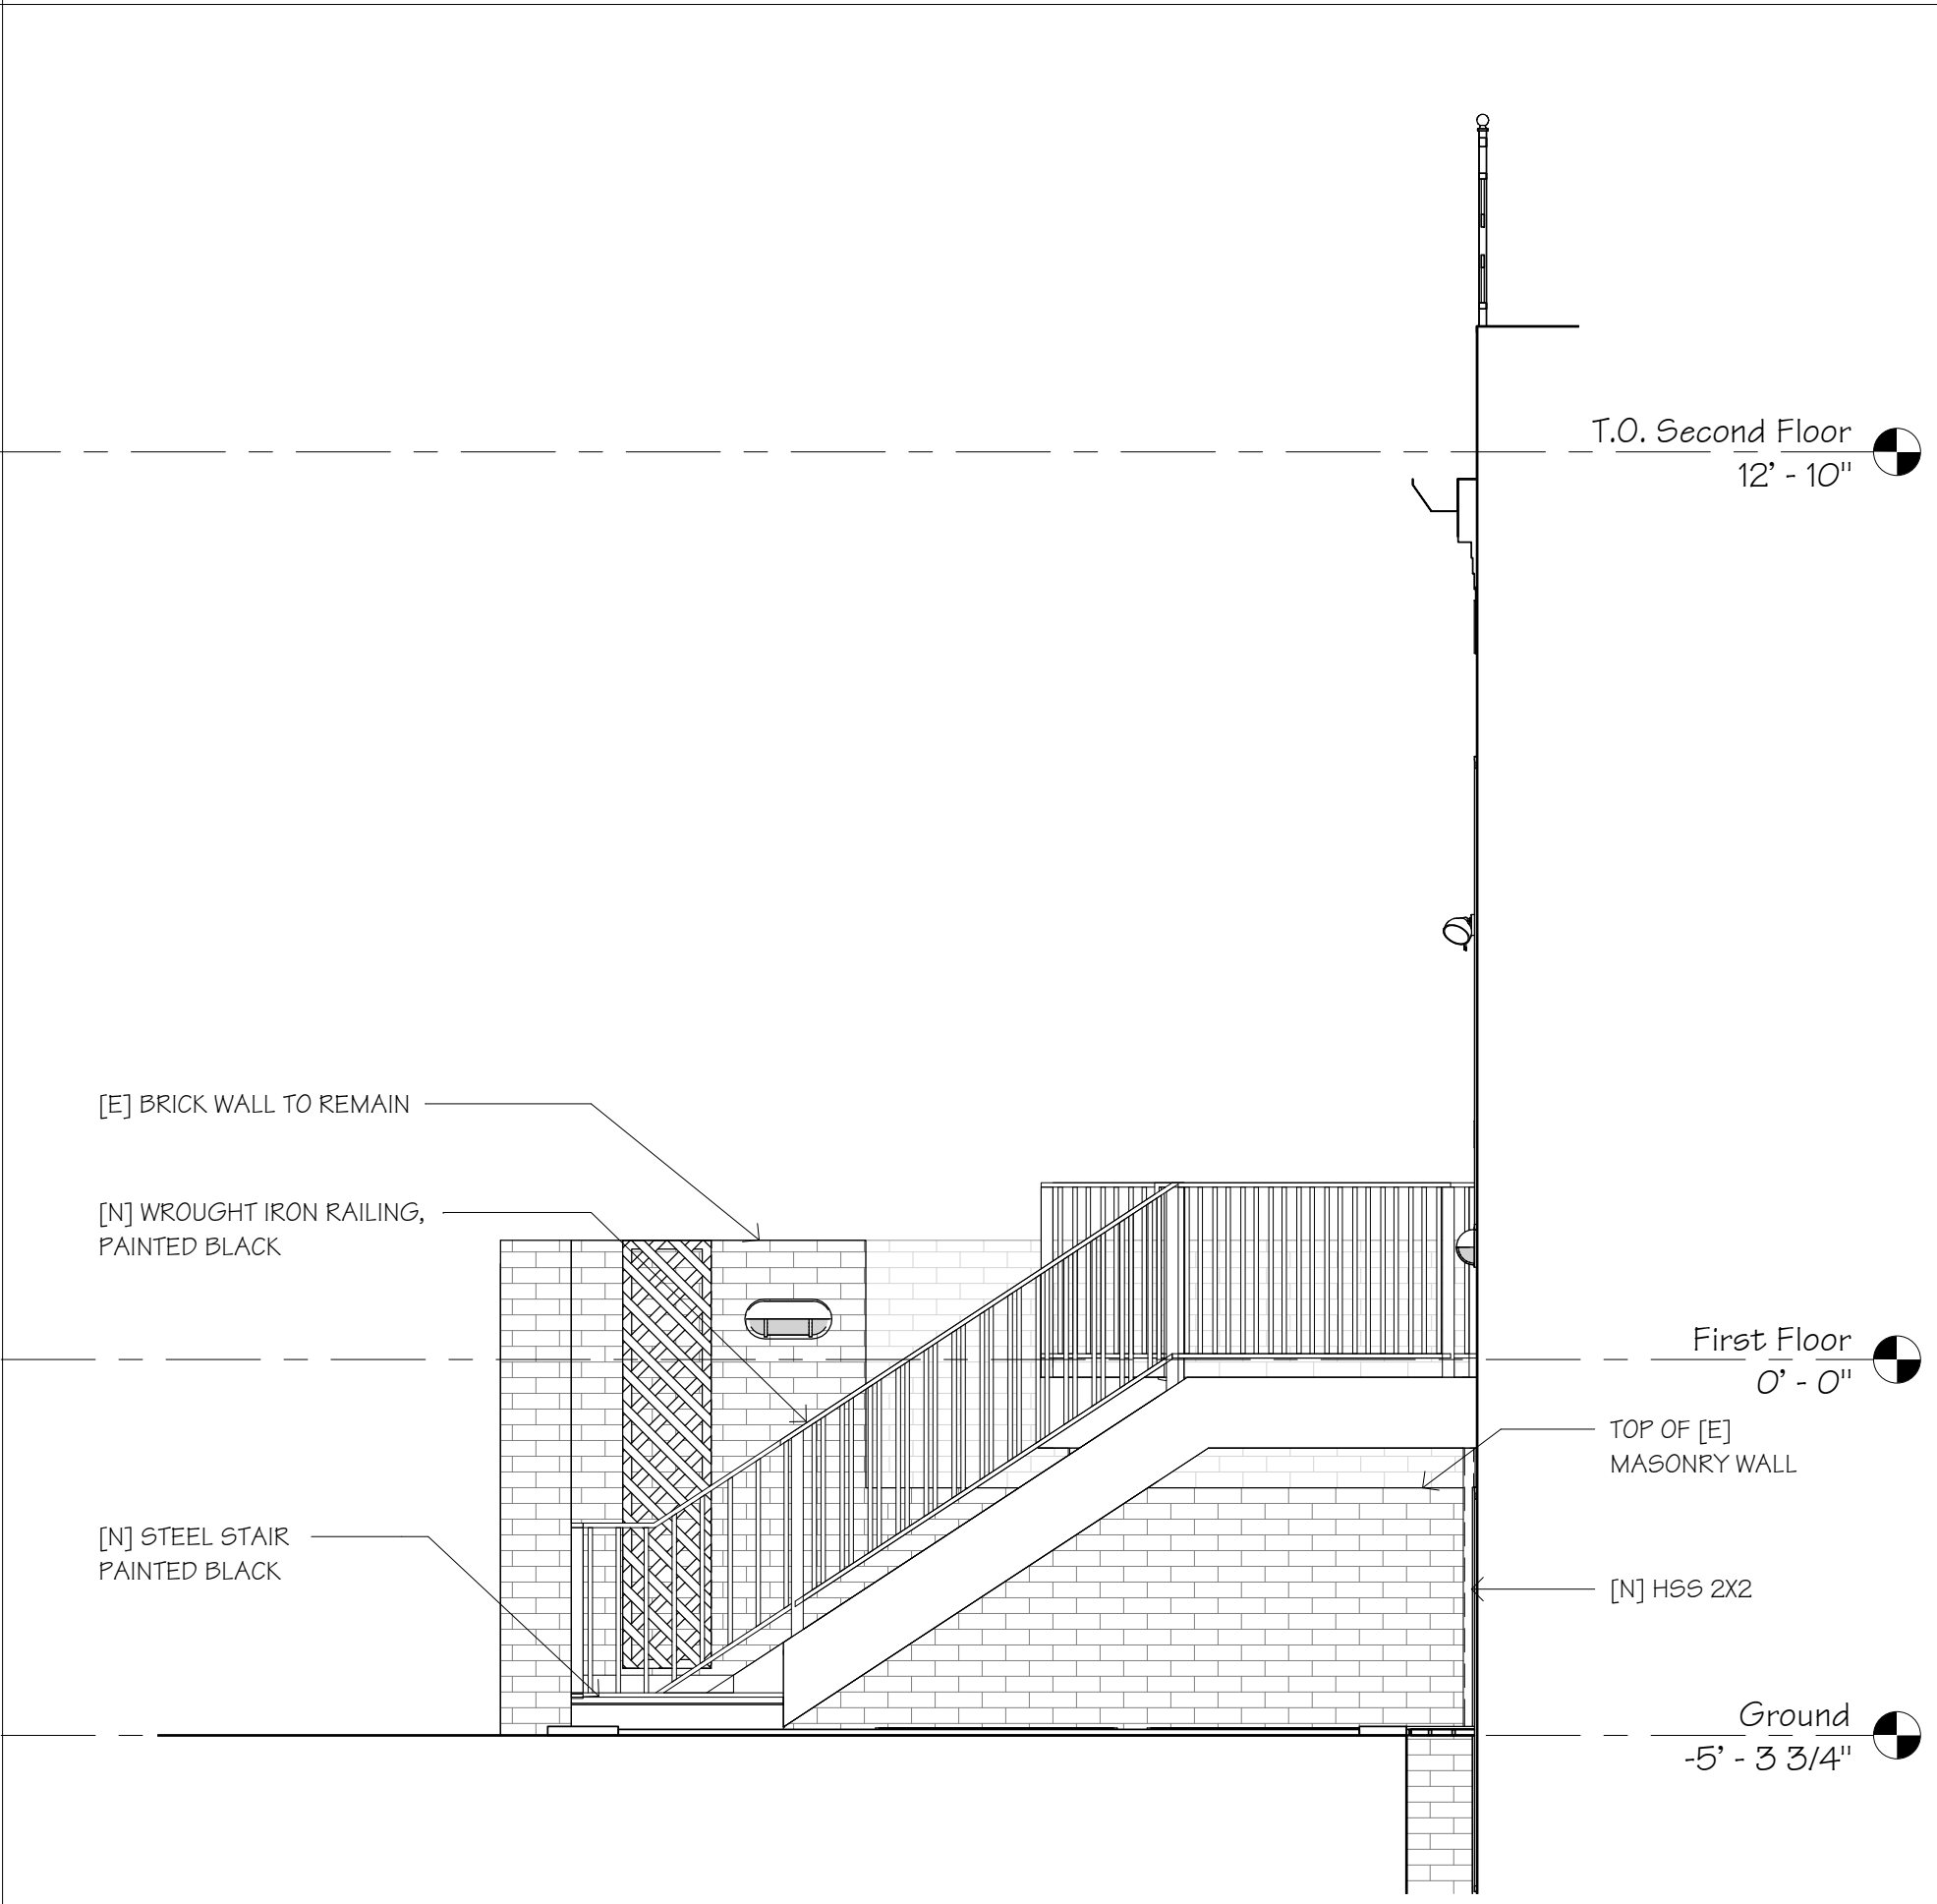 T.O. Second Floor
12' - 10"
[E] BRICK WALL TO REMAIN
[N] WROUGHT IRON RAILING,
PAINTED BLACK
First Floor
0' - 0"
TOP OF [E]
MASONRY WALL
[N] STEEL STAIR
PAINTED BLACK
[N] HSS 2X2
Ground
-5' - 3 3/4"